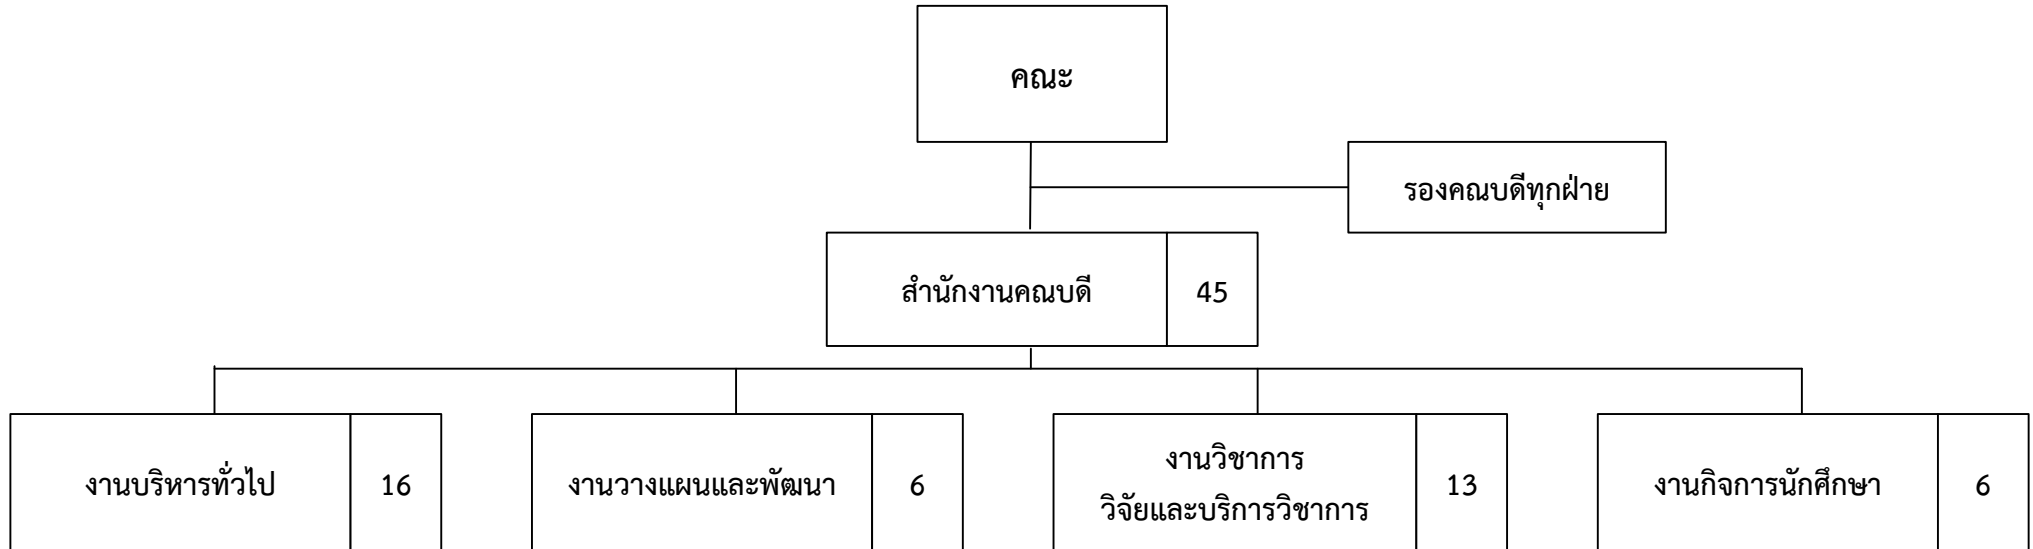 คณะ
รองคณบดีทุกฝ่าย
สำนักงานคณบดี 45
งานบริหารทั่วไป 16
งานวางแผนและพัฒนา 6
งานวิชาการ
วิจัยและบริการวิชาการ 13
งานกิจการนักศึกษา 6